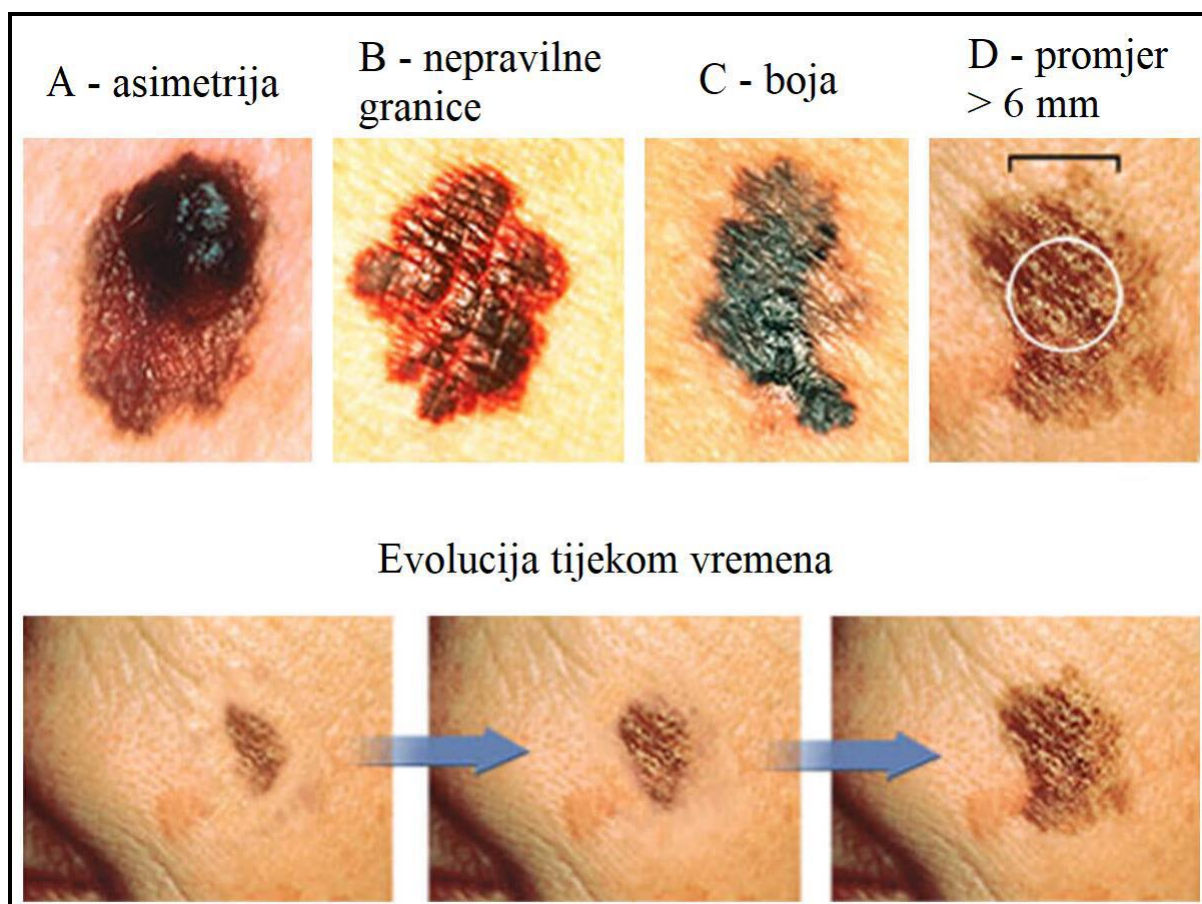 A - asimetrija
B - nepravilne
granice
C - boja
D - promjer
> 6 mm
Evolucija tijekom vremena